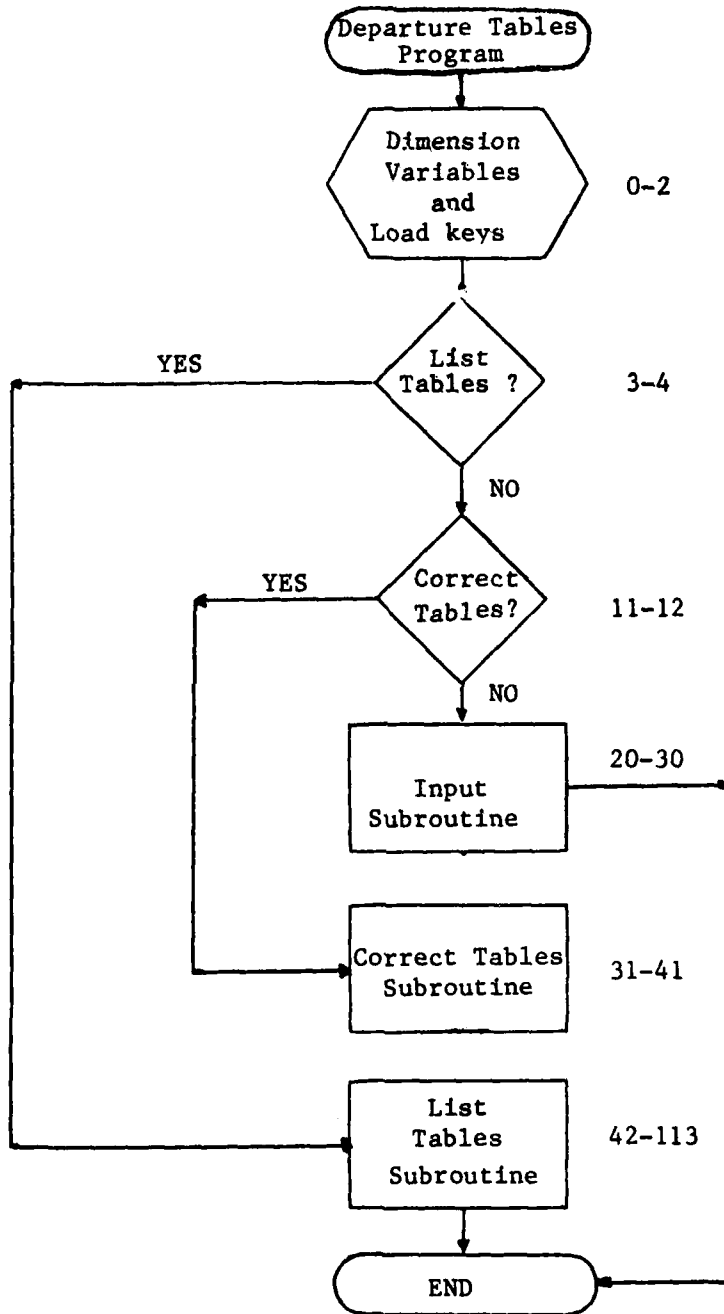 Departure Tables
Program
Dimension
Variables
and
Load keys
0-2
YES
List
Tables ?
3-4
NO
YES
Correct
Tables?
11-12
NO
Input
Subroutine
20-30
Correct Tables
Subroutine
31-41
List
Tables
Subroutine
42-113
END